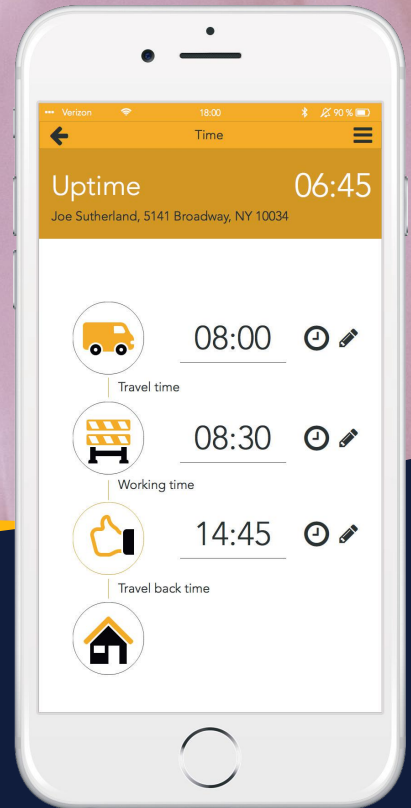 Verizon 18:00 90 %
Time
Uptime 06:45
Joe Sutherland, 5141 Broadway, NY 10034
08:00
Travel time
08:30
Working time
14:45
Travel back time